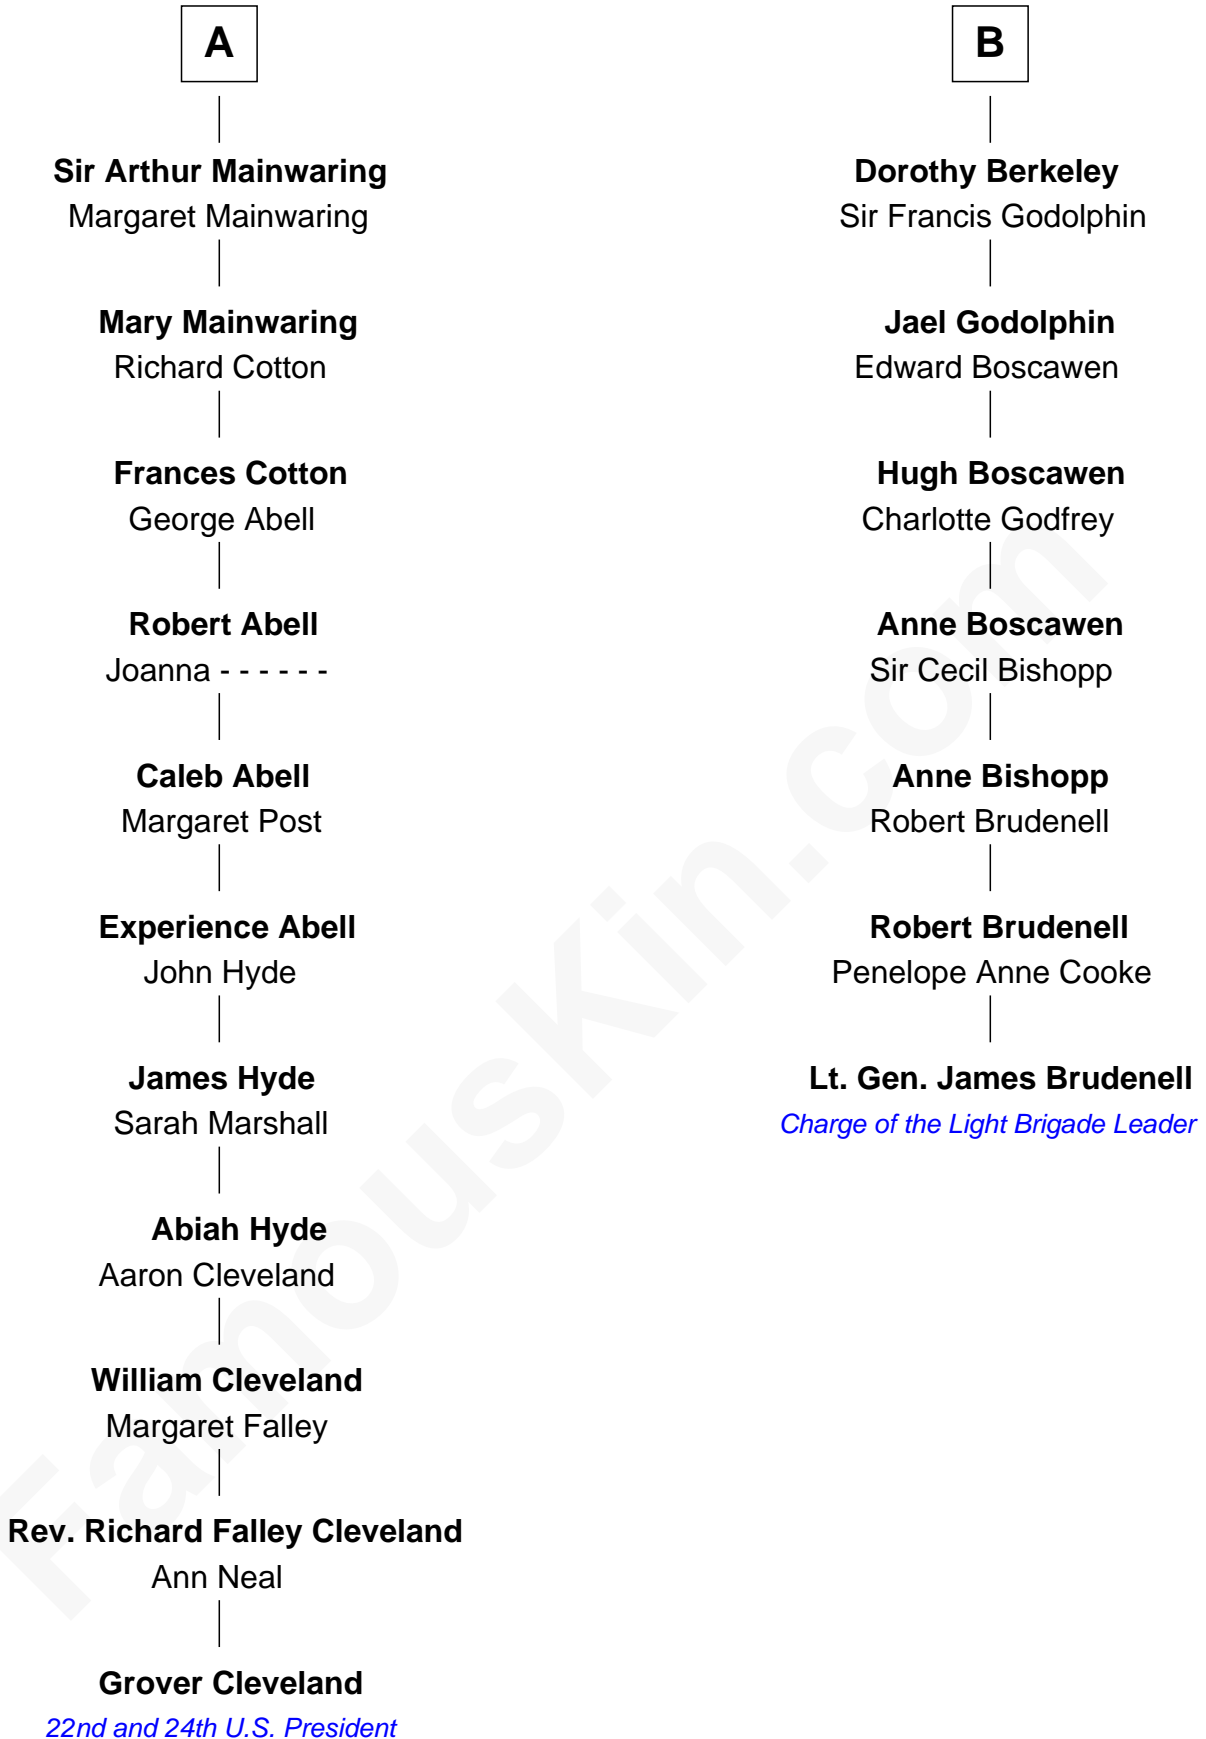 A
Sir Arthur Mainwaring
Margaret Mainwaring
Mary Mainwaring
Richard Cotton
Frances Cotton
George Abell
Robert Abell
Joanna - - - - - -
Caleb Abell
Margaret Post
Experience Abell
John Hyde
James Hyde
Sarah Marshall
Abiah Hyde
Aaron Cleveland
William Cleveland
Margaret Falley
Rev. Richard Falley Cleveland
Ann Neal
Grover Cleveland
22nd and 24th U.S. President
B
Dorothy Berkeley
Sir Francis Godolphin
Jael Godolphin
Edward Boscawen
Hugh Boscawen
Charlotte Godfrey
Anne Boscawen
Sir Cecil Bishopp
Anne Bishopp
Robert Brudenell
Robert Brudenell
Penelope Anne Cooke
Lt. Gen. James Brudenell
Charge of the Light Brigade Leader
FamousKin.com